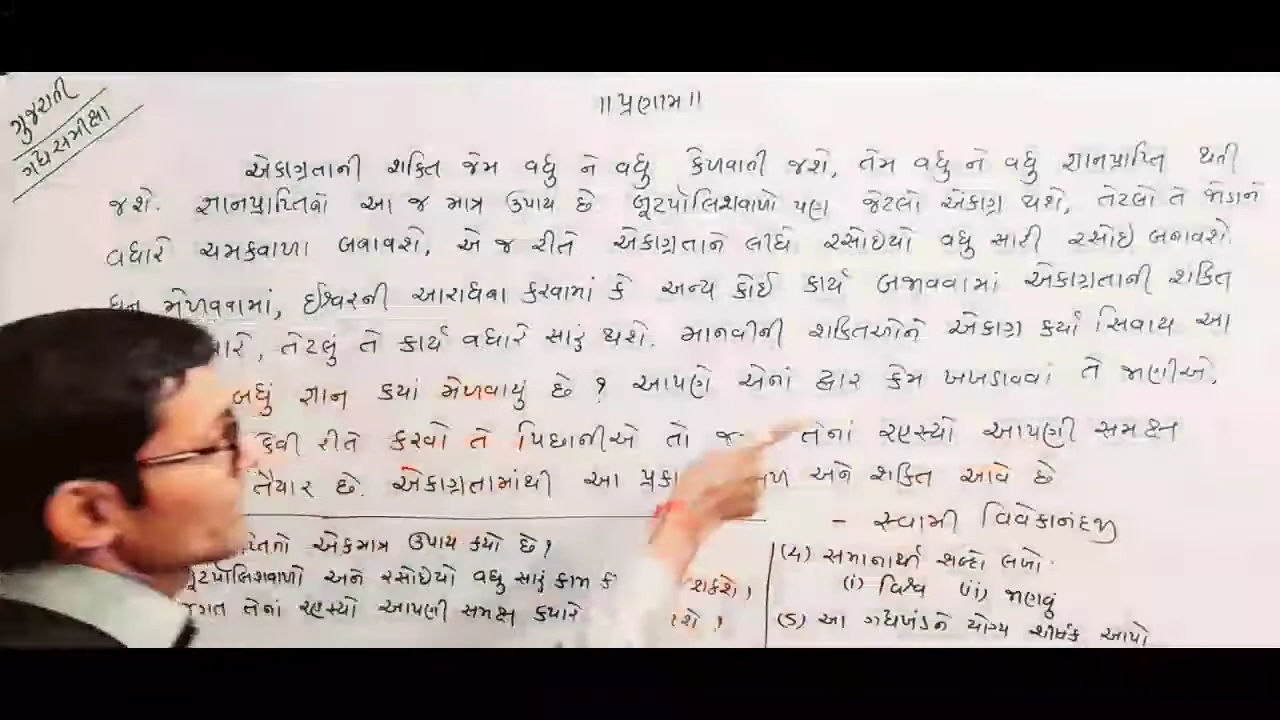 ગુજરાતી
ગદ્યસમીક્ષા
॥ પ્રણામ ॥
એકાગ્રતાની શક્તિ જેમ વધુ ને વધુ કેળવાતી જશે, તેમ વધુ ને વધુ જ્ઞાનપ્રાપ્તિ થતી
જશે. જ્ઞાનપ્રાપ્તિનો આ જ માત્ર ઉપાય છે બૂટપૉલિશવાળો પણ જેટલો એકાગ્ર થશે, તેટલો તે જોડાને
વધારે ચમકવાળા બનાવશે, એ જ રીતે એકાગ્રતાને લીધે રસોઇયો વધુ સારી રસોઇ બનાવશે.
ધન મેળવવામાં, ઈશ્વરની આરાધના કરવામાં કે અન્ય કોઈ કાર્ય બજાવવામાં એકાગ્રતાની શક્તિ
તેટલું તે કાર્ય વધારે સારું થશે. માનવીની શક્તિઓને એકાગ્ર કર્યા સિવાય આ
બધું જ્ઞાન કયાં મેળવાયું છે ? આપણે એનાં દ્વાર કેમ ખખડાવવાં તે જાણીએ,
રીતે કરવો તે પિછાનીએ તો તેનાં રહસ્યો આપણી સમક્ષ
તૈયાર છે. એકાગ્રતામાંથી આ અને શક્તિ આવે છે
- સ્વામી વિવેકાનંદજી
એકમાત્ર ઉપાય કયો છે ?
બૂટપૉલિશવાળો અને રસોઇયો વધુ સારું કામ શકશે ?
તેનાં રહસ્યો આપણી સમક્ષ કયારે
(4) સમાનાર્થી શબ્દો લખો.
(i) વિશ્વ (ii) જાણવું
(5) આ ગદ્યખંડને યોગ્ય શીર્ષક આપો